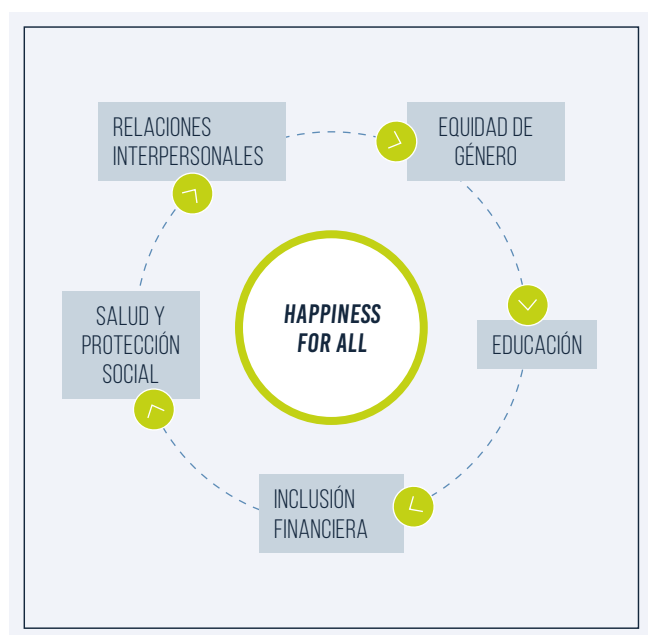 RELACIONES
INTERPERSONALES
EQUIDAD DE
GÉNERO
SALUD Y
PROTECCIÓN
SOCIAL
HAPPINESS
FOR ALL
EDUCACIÓN
INCLUSIÓN
FINANCIERA